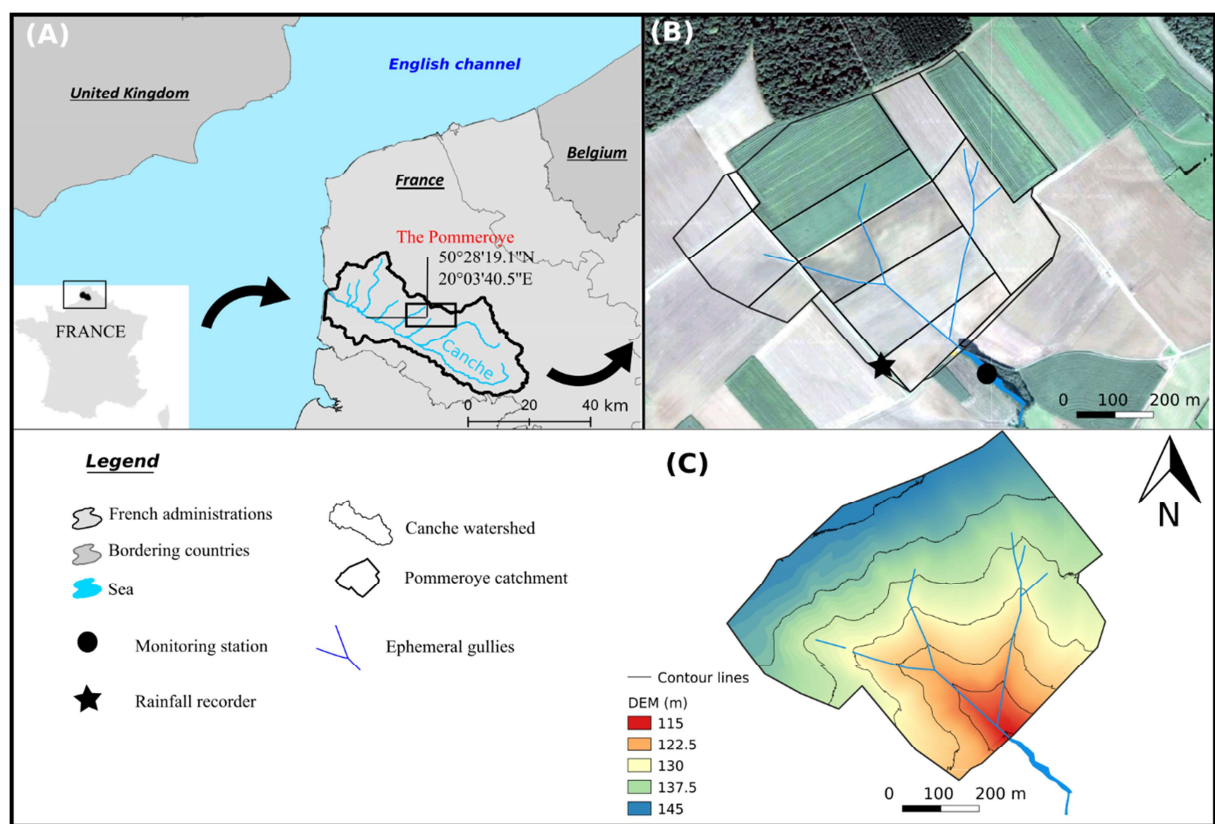 (A)
English channel
United Kingdom
Belgium
France
The Pommeroye
50°28'19.1"N
20°03'40.5"E
FRANCE
Canche
0 20 40 km
(B)
0 100 200 m
Legend
French administrations
Bordering countries
Sea
Monitoring station
Rainfall recorder
Canche watershed
Pommeroye catchment
Ephemeral gullies
(C)
N
Contour lines
DEM (m)
115
122.5
130
137.5
145
0 100 200 m